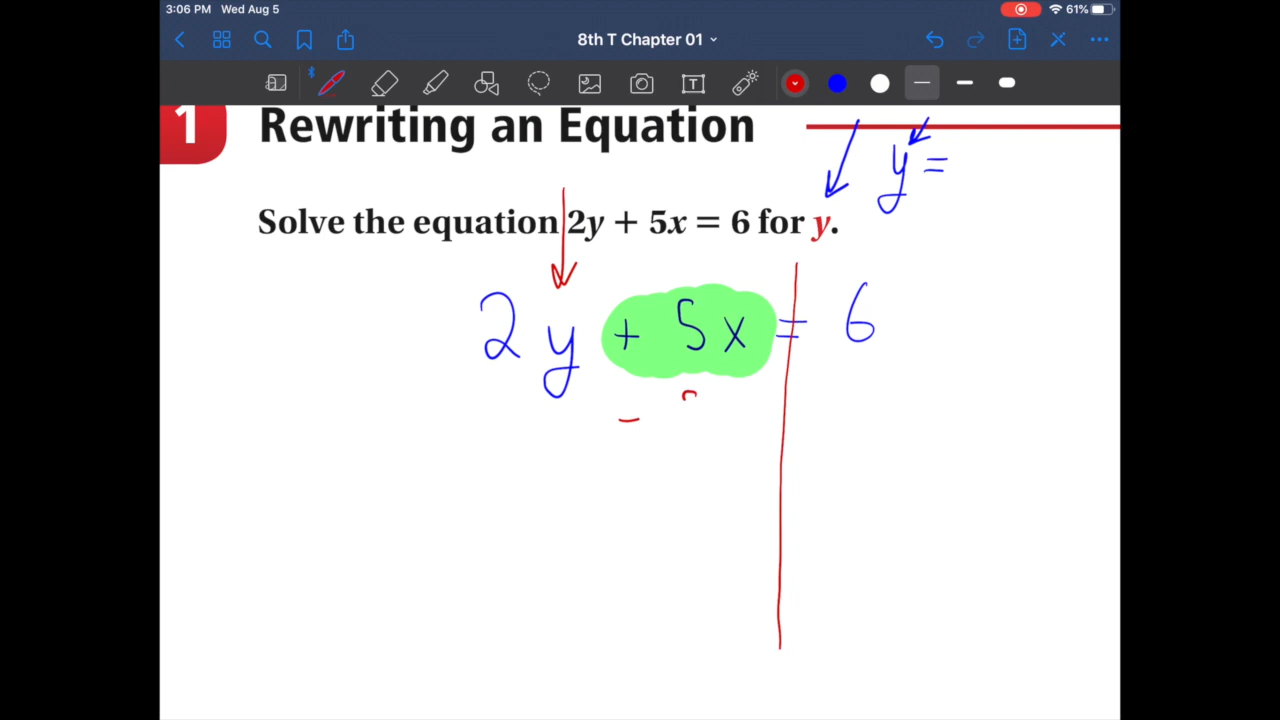 3:06 PM Wed Aug 5 61%
8th T Chapter 01
T
1 Rewriting an Equation
y =
Solve the equation 2y + 5x = 6 for y.
2y + 5x = 6
–